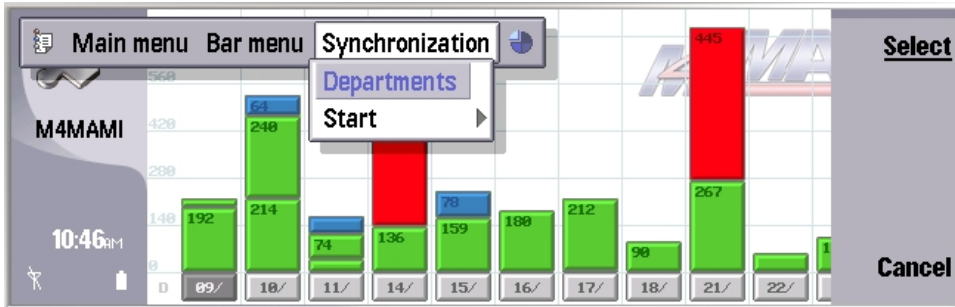 Main menu Bar menu Synchronization
Select
Departments
Start
M4MAMI
560
420
280
140
0
64
240
214
192
74
136
78
159
180
212
90
445
267
10:46AM
D 09/ 10/ 11/ 14/ 15/ 16/ 17/ 18/ 21/ 22/
Cancel